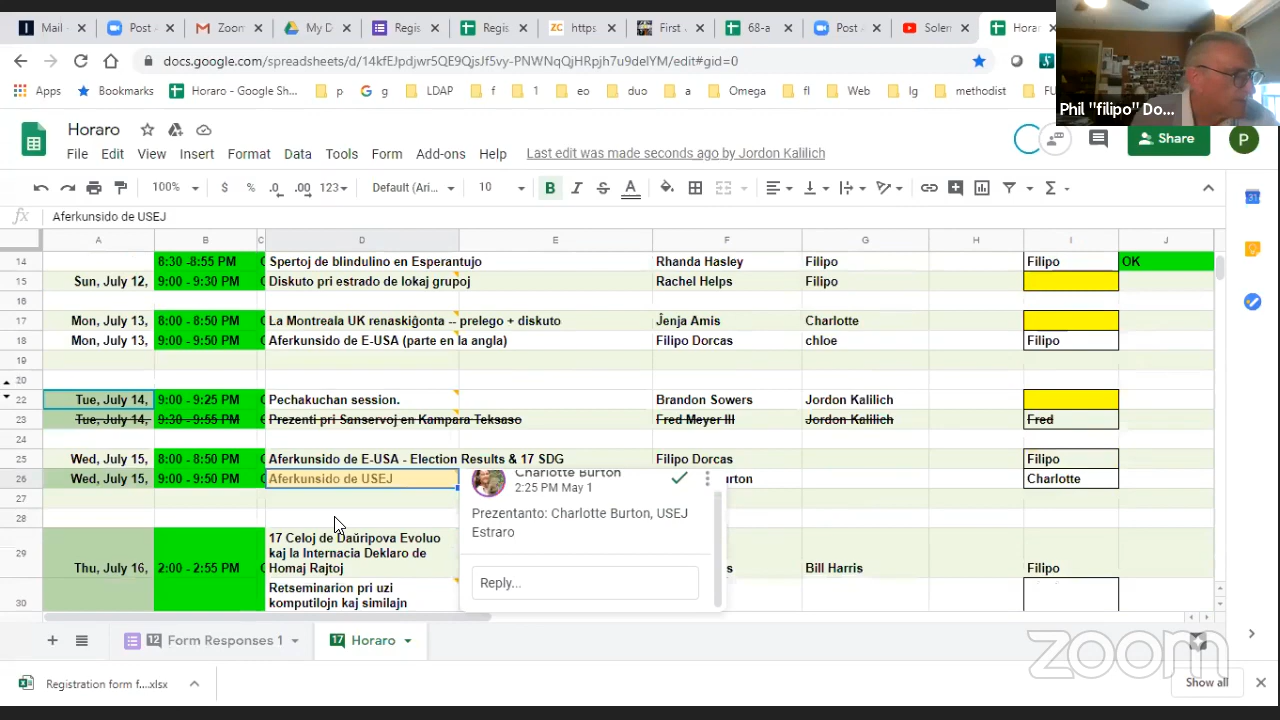 Mail
Post
Zoom
My D
Regis
Regis
ZC https
First
68-a
Post
Soler
Horar
docs.google.com/spreadsheets/d/14kfEJpqbwr5QE9QjsJf5vy-PNWNqQjHRpjh7u9deIYM/edit#gid=0
Apps
Bookmarks
Horaro - Google Sh...
p
g
LDAP
f
1
eo
duo
a
Omega
fl
Web
lg
methodist
FU
Phil "filipo" Do...
Horaro
File Edit View Insert Format Data Tools Form Add-ons Help Last edit was made seconds ago by Jordon Kalilich
Share
P
100% $ % .0 .00 123 Default (Ari... 10 B I S A
fx Aferkunsido de USEJ
A B C D E F G H I J
14 8:30 -8:55 PM Spertoj de blindulino en Esperantujo Rhanda Hasley Filipo Filipo OK
15 Sun, July 12, 9:00 - 9:30 PM Diskuto pri estrado de lokaj grupoj Rachel Helps Filipo
16
17 Mon, July 13, 8:00 - 8:50 PM La Montreala UK renaskiĝonta -- prelego + diskuto Ĵenja Amis Charlotte
18 Mon, July 13, 9:00 - 9:50 PM Aferkunsido de E-USA (parte en la angla) Filipo Dorcas chloe Filipo
19
20
22 Tue, July 14, 9:00 - 9:25 PM Pechakuchan session. Brandon Sowers Jordon Kalilich
23 Tue, July 14, 9:30 - 9:55 PM Prezenti pri Sanservoj en Kampara Teksaso Fred Meyer III Jordon Kalilich Fred
24
25 Wed, July 15, 8:00 - 8:50 PM Aferkunsido de E-USA - Election Results & 17 SDG Filipo Dorcas Filipo
26 Wed, July 15, 9:00 - 9:50 PM Aferkunsido de USEJ urton Charlotte
Charlotte Burton
2:25 PM May 1
Prezentanto: Charlotte Burton, USEJ
Estraro
Reply...
27
28
17 Celoj de Daŭripova Evoluo
kaj la Internacia Deklaro de
29 Thu, July 16, 2:00 - 2:55 PM Homaj Rajtoj s Bill Harris Filipo
Retseminarion pri uzi
30 komputilojn kaj similajn
Form Responses 1
Horaro
12
17
31
zoom
Registration form f....xlsx
Show all